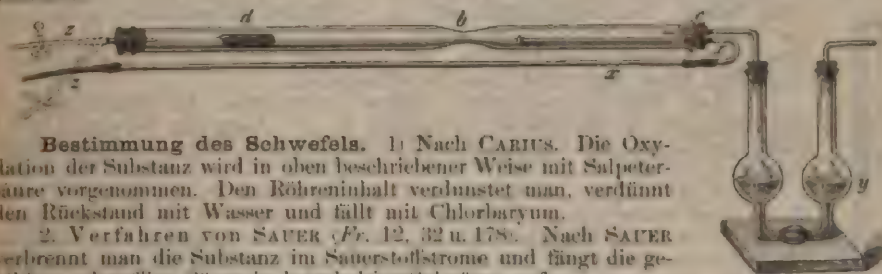 z d b c
z x
Bestimmung des Schwefels. 1) Nach CARIUS. Die Oxy-
dation der Substanz wird in oben beschriebener Weise mit Salpeter-
säure vorgenommen. Den Röhreninhalt verdunstet man, verdünnt
den Rückstand mit Wasser und fällt mit Chlorbaryum.
y
2. Verfahren von SAUER (Fr. 12, 32 u. 178). Nach SAUER
verbrennt man die Substanz im Sauerstoffstrome und fängt die ge-